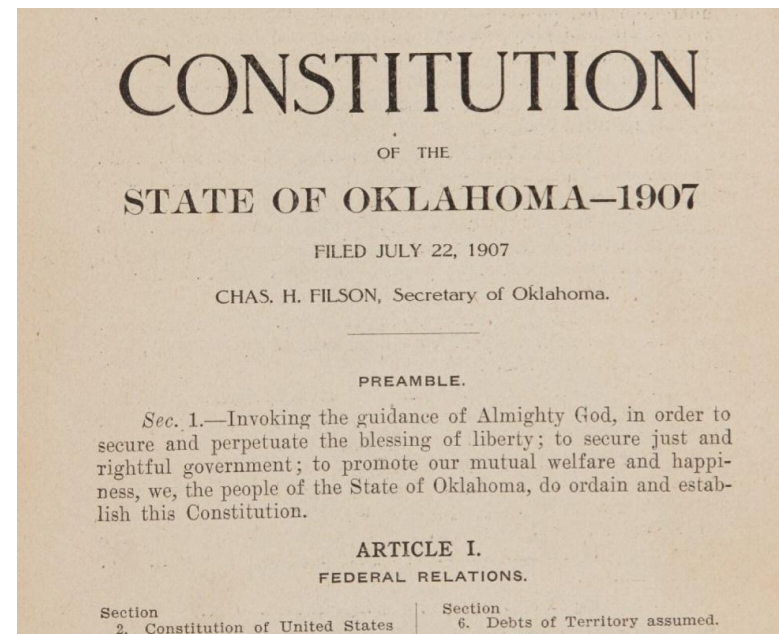 CONSTITUTION
OF THE
STATE OF OKLAHOMA—1907
FILED JULY 22, 1907
CHAS. H. FILSON, Secretary of Oklahoma.
PREAMBLE.
Sec. 1.—Invoking the guidance of Almighty God, in order to
secure and perpetuate the blessing of liberty; to secure just and
rightful government; to promote our mutual welfare and happi-
ness, we, the people of the State of Oklahoma, do ordain and estab-
lish this Constitution.
ARTICLE I.
FEDERAL RELATIONS.
Section
2. Constitution of United States
Section
6. Debts of Territory assumed.